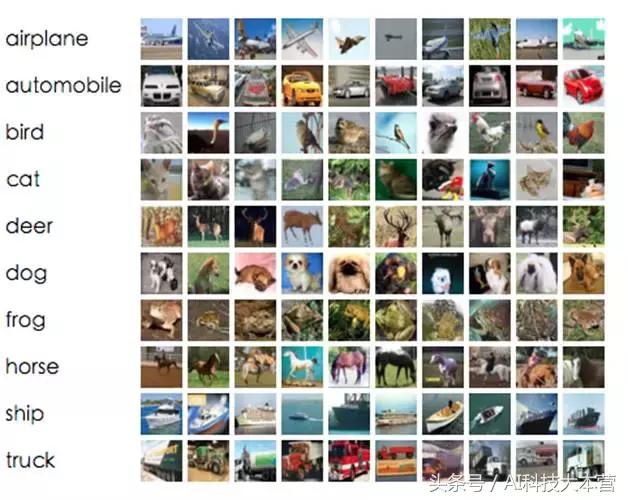 airplane
automobile
bird
cat
deer
dog
frog
horse
ship
truck
头条号 / AI科技大本营